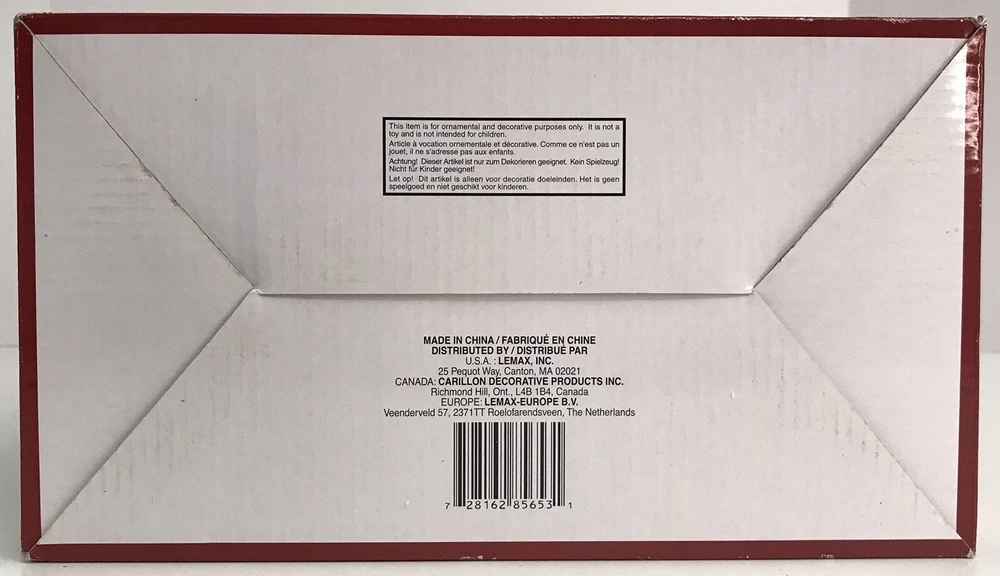 This item is for ornamental and decorative purposes only. It is not a
toy and is not intended for children.
Article à vocation ornementale et décorative. Comme ce n'est pas un
jouet, il ne s'adresse pas aux enfants.
Achtung! Dieser Artikel ist nur zum Dekorieren geeignet. Kein Spielzeug!
Nicht für Kinder geeignet!
Let op! Dit artikel is alleen voor decoratie doeleinden. Het is geen
speelgoed en niet geschikt voor kinderen.
MADE IN CHINA / FABRIQUÉ EN CHINE
DISTRIBUTED BY / DISTRIBUÉ PAR
U.S.A. : LEMAX, INC.
25 Pequot Way, Canton, MA 02021
CANADA: CARILLON DECORATIVE PRODUCTS INC.
Richmond Hill, Ont., L4B 1B4, Canada
EUROPE: LEMAX-EUROPE B.V.
Veenderveld 57, 2371TT Roelofarendsveen, The Netherlands
7 28162 85653 1